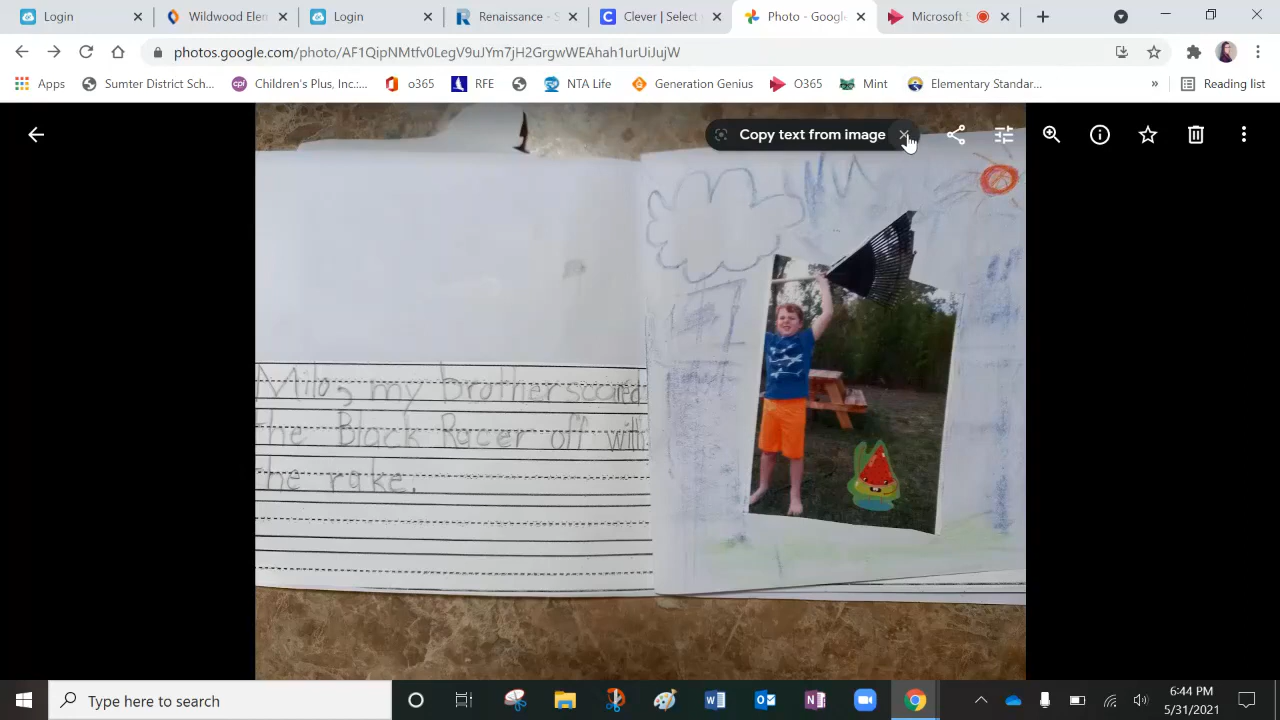 Login
Wildwood Elem
Login
Renaissance - S
Clever | Select
Photo - Google
Microsoft S
photos.google.com/photo/AF1QipNMtfv0LegV9uJYm7jH2GrgwWEAhah1urUiJujW
Apps
Sumter District Sch...
Children's Plus, Inc.:...
o365
REE
NTA Life
Generation Genius
O365
Mint
Elementary Standar...
»
Reading list
Copy text from image
Milo, my brother scared
the Black Racer off with
the rake.
Type here to search
6:44 PM
5/31/2021